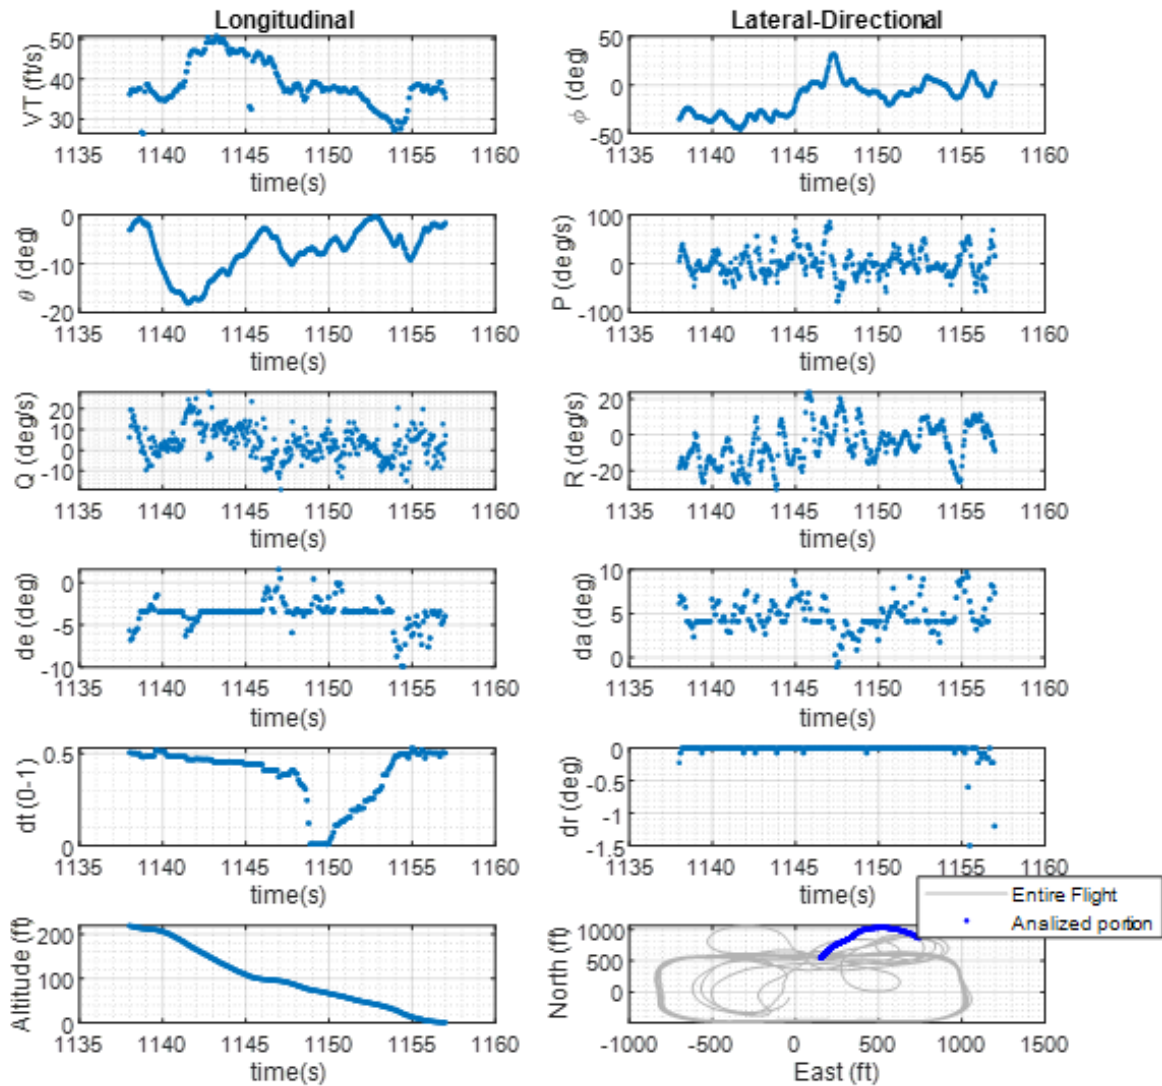 Longitudinal
VT (ft/s)
50
40
30
1135 1140 1145 1150 1155 1160
time(s)
Lateral-Directional
ϕ (deg)
50
0
-50
1135 1140 1145 1150 1155 1160
time(s)
θ (deg)
0
-10
-20
1135 1140 1145 1150 1155 1160
time(s)
P (deg/s)
100
0
-100
1135 1140 1145 1150 1155 1160
time(s)
Q (deg/s)
20
10
0
-10
1135 1140 1145 1150 1155 1160
time(s)
R (deg/s)
20
0
-20
1135 1140 1145 1150 1155 1160
time(s)
de (deg)
0
-5
-10
1135 1140 1145 1150 1155 1160
time(s)
da (deg)
10
5
0
1135 1140 1145 1150 1155 1160
time(s)
dt (0-1)
0.5
0
1135 1140 1145 1150 1155 1160
time(s)
dr (deg)
0
-0.5
-1
-1.5
1135 1140 1145 1150 1155 1160
time(s)
Altitude (ft)
200
100
0
1135 1140 1145 1150 1155 1160
time(s)
Entire Flight
Analized portion
North (ft)
1000
500
0
-1000 -500 0 500 1000 1500
East (ft)